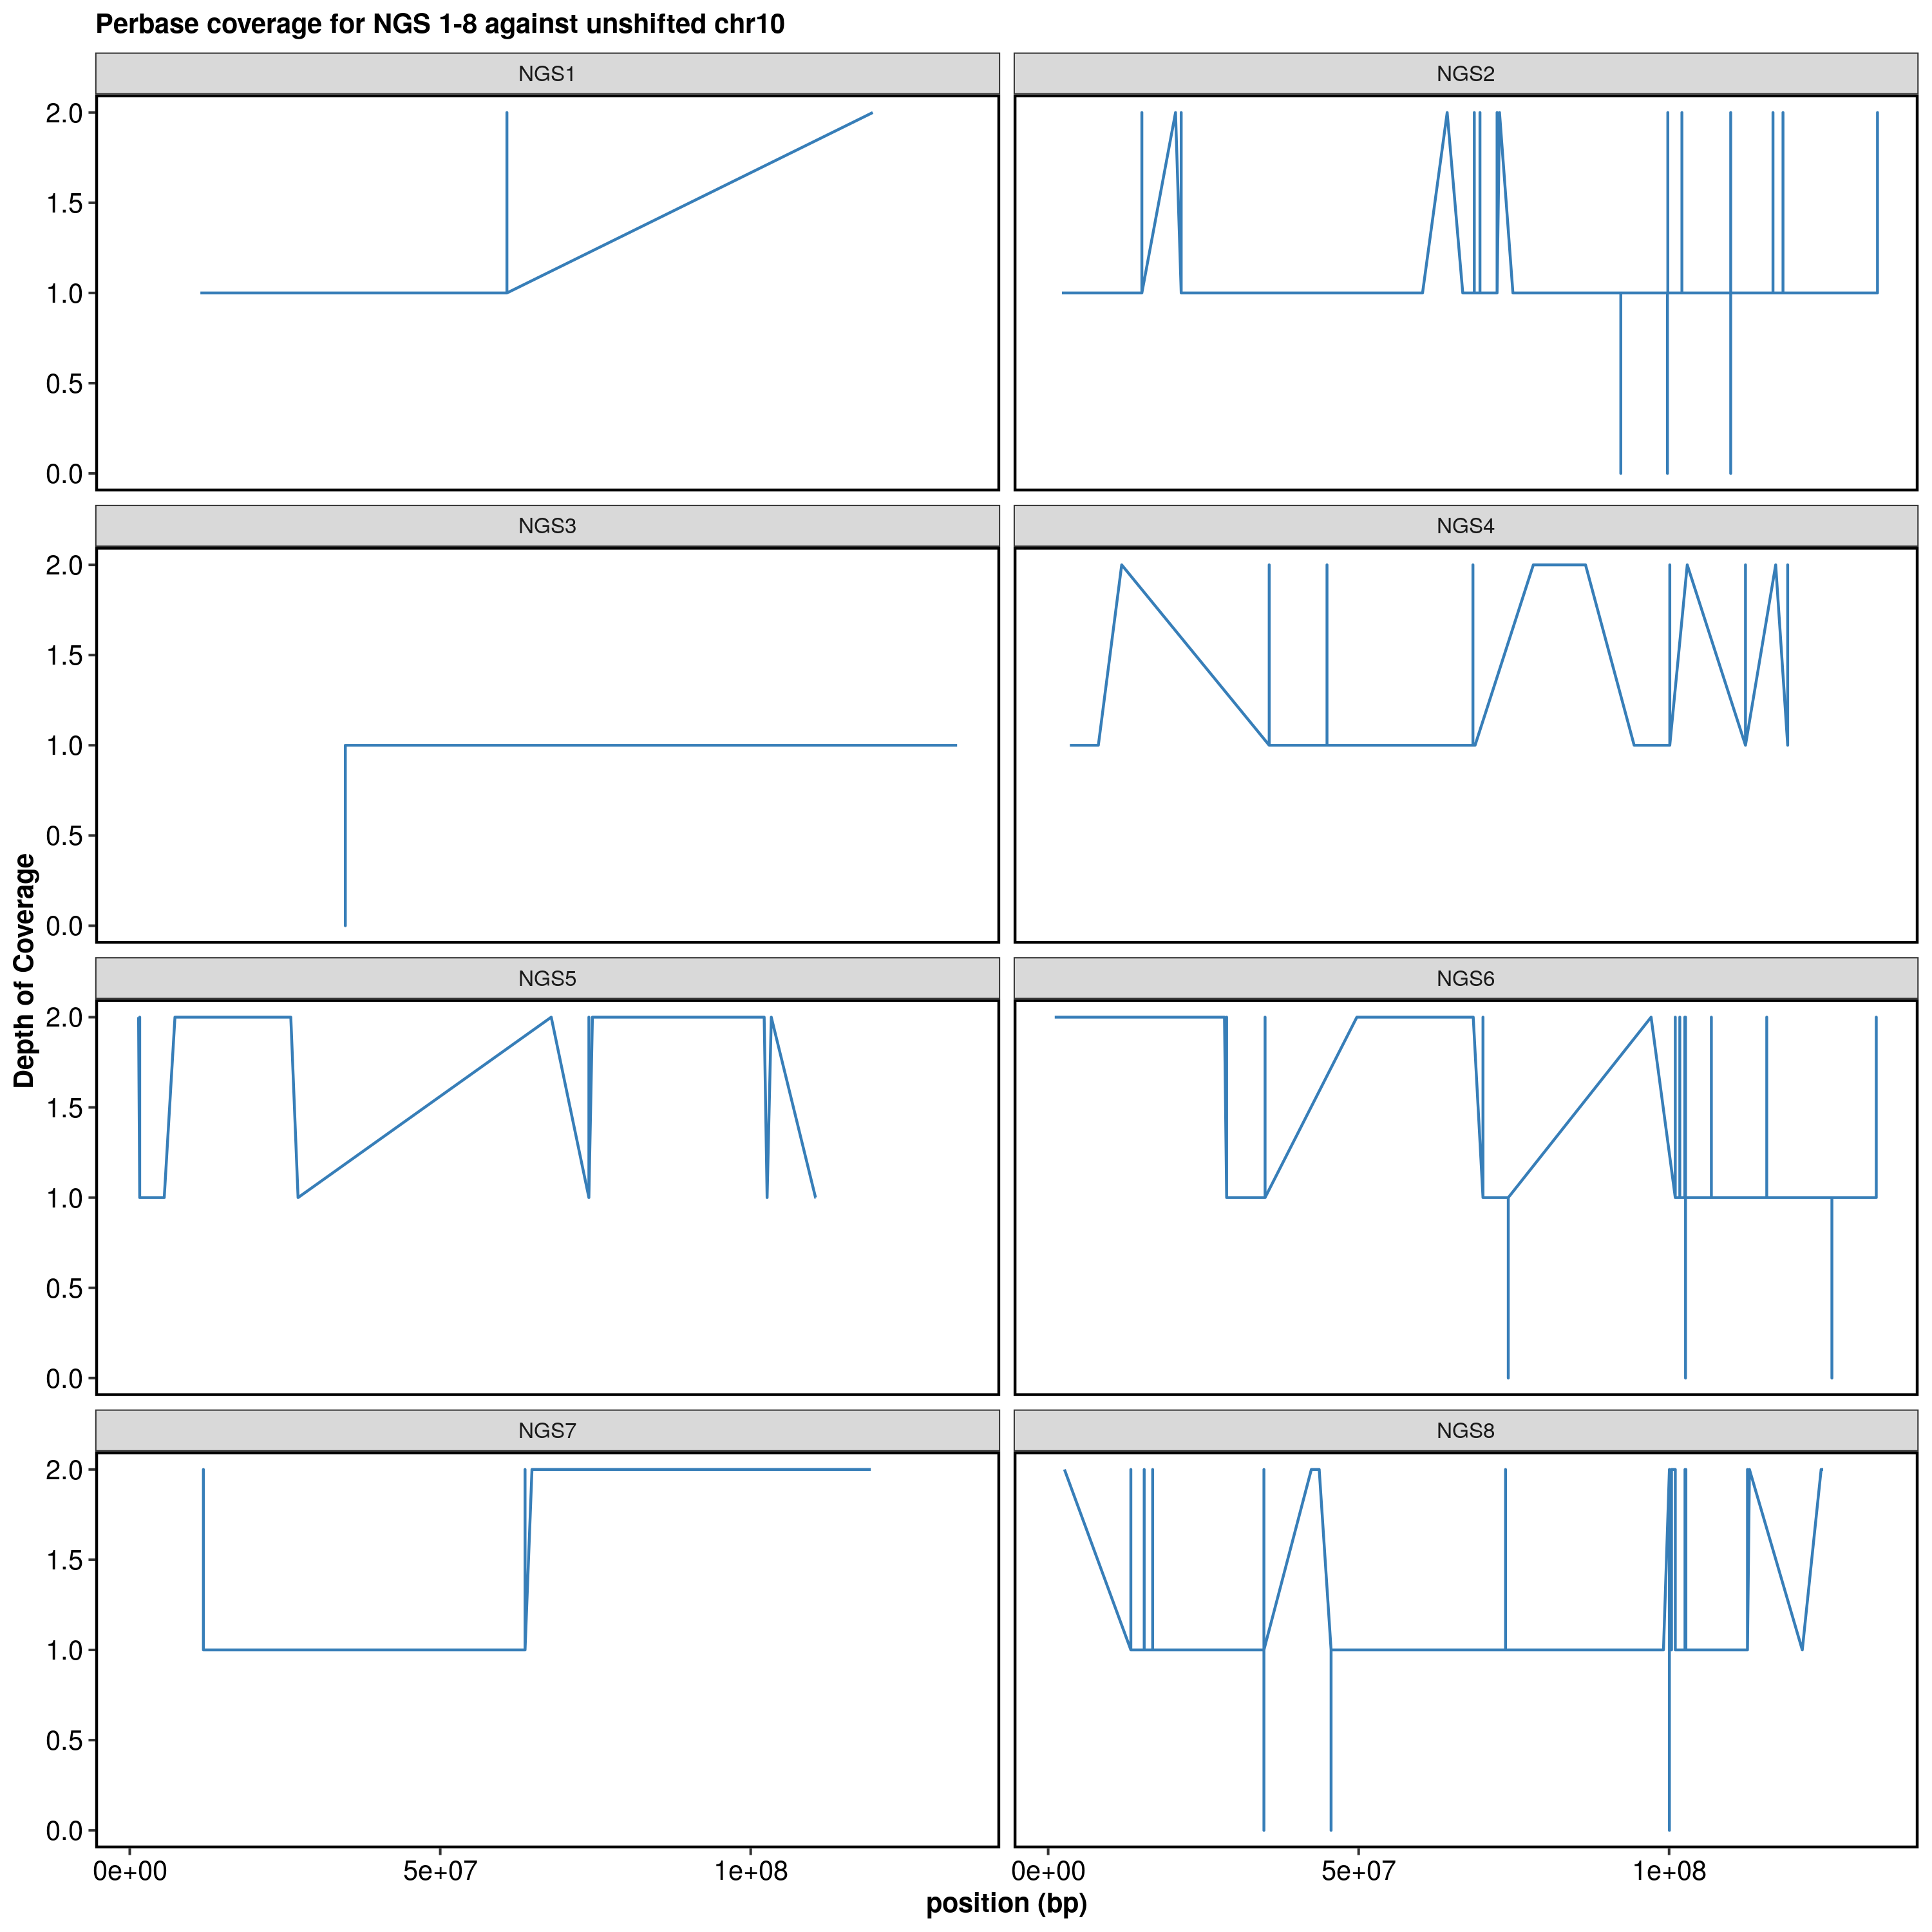 Perbase coverage for NGS 1-8 against unshifted chr10
NGS1
NGS2
2.0
1.5
1.0
0.5
0.0
NGS3
NGS4
2.0
1.5
1.0
0.5
0.0
Depth of Coverage
NGS5
NGS6
2.0
1.5
1.0
0.5
0.0
NGS7
NGS8
2.0
1.5
1.0
0.5
0.0
0e+00 5e+07 1e+08
0e+00 5e+07 1e+08
position (bp)